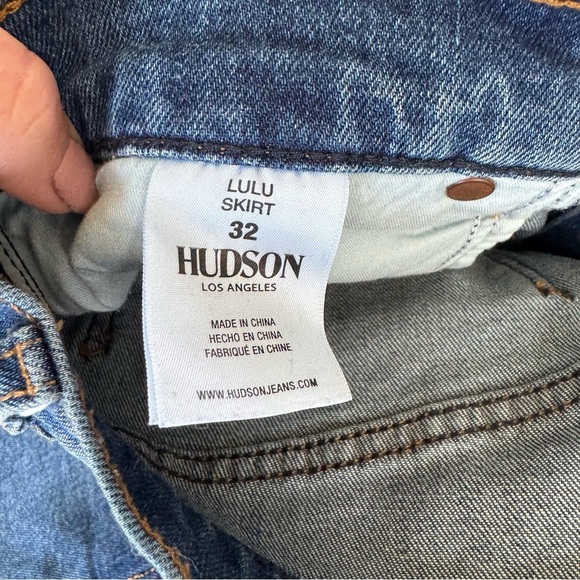 LULU
SKIRT
32
HUDSON
LOS ANGELES
MADE IN CHINA
HECHO EN CHINA
FABRIQUÉ EN CHINE
WWW.HUDSONJEANS.COM